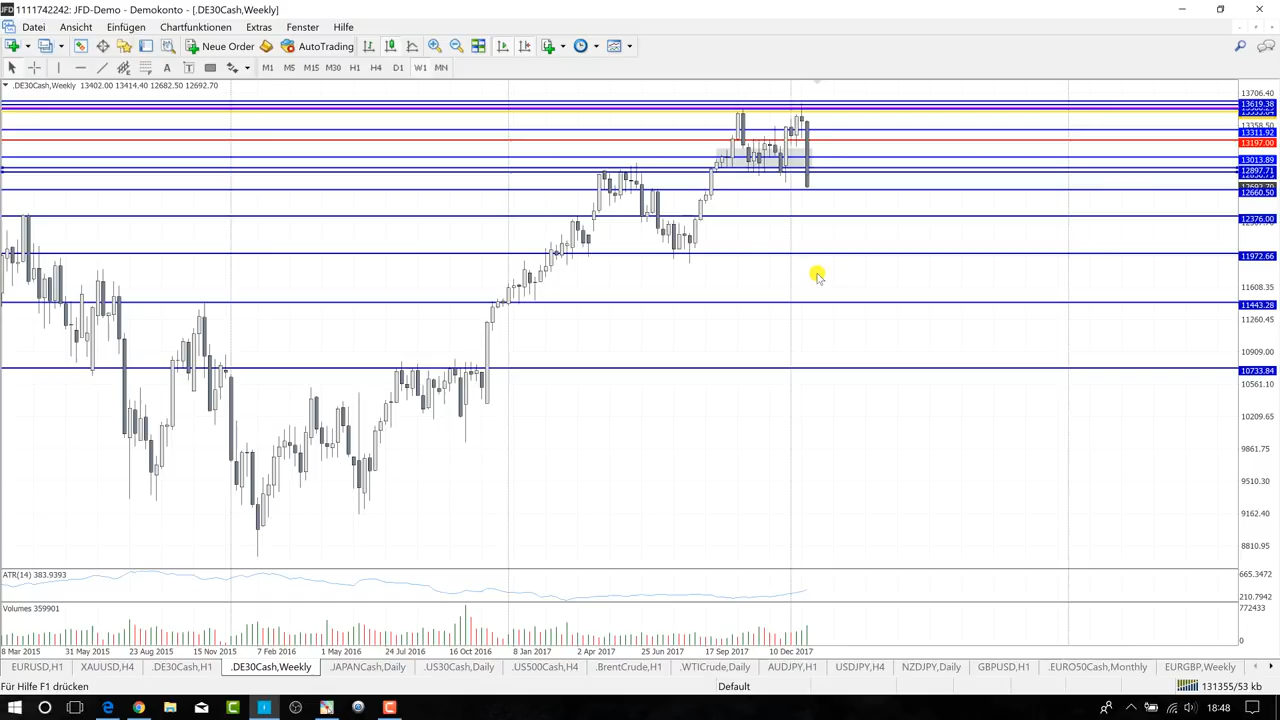 1111742242: JFD-Demo - Demokonto - [.DE30Cash,Weekly]
Datei Ansicht Einfügen Chartfunktionen Extras Fenster Hilfe
Neue Order AutoTrading
M1 M5 M15 M30 H1 H4 D1 W1 MN
.DE30Cash,Weekly 13402.00 13414.40 12682.50 12692.70
13706.40
13619.38
13358.50
13311.92
13197.00
13013.89
12897.71
12660.50
12376.00
11972.66
11608.35
11443.28
11260.45
10909.00
10733.84
10561.10
10209.65
9861.75
9510.30
9162.40
8810.95
ATR(14) 383.9393
665.3472
210.7942
Volumes 359901
772433
0
8 Mar 2015 31 May 2015 23 Aug 2015 15 Nov 2015 7 Feb 2016 1 May 2016 24 Jul 2016 16 Oct 2016 8 Jan 2017 2 Apr 2017 25 Jun 2017 17 Sep 2017 10 Dec 2017
EURUSD,H1 XAUUSD,H4 .DE30Cash,H1 .DE30Cash,Weekly .JAPANCash,Daily .US30Cash,Daily .US500Cash,H4 .BrentCrude,H1 .WTICrude,Daily AUDJPY,H1 USDJPY,H4 NZDJPY,Daily GBPUSD,H1 .EURO50Cash,Monthly EURGBP,Weekly
Für Hilfe F1 drücken Default 131355/53 kb
18:48